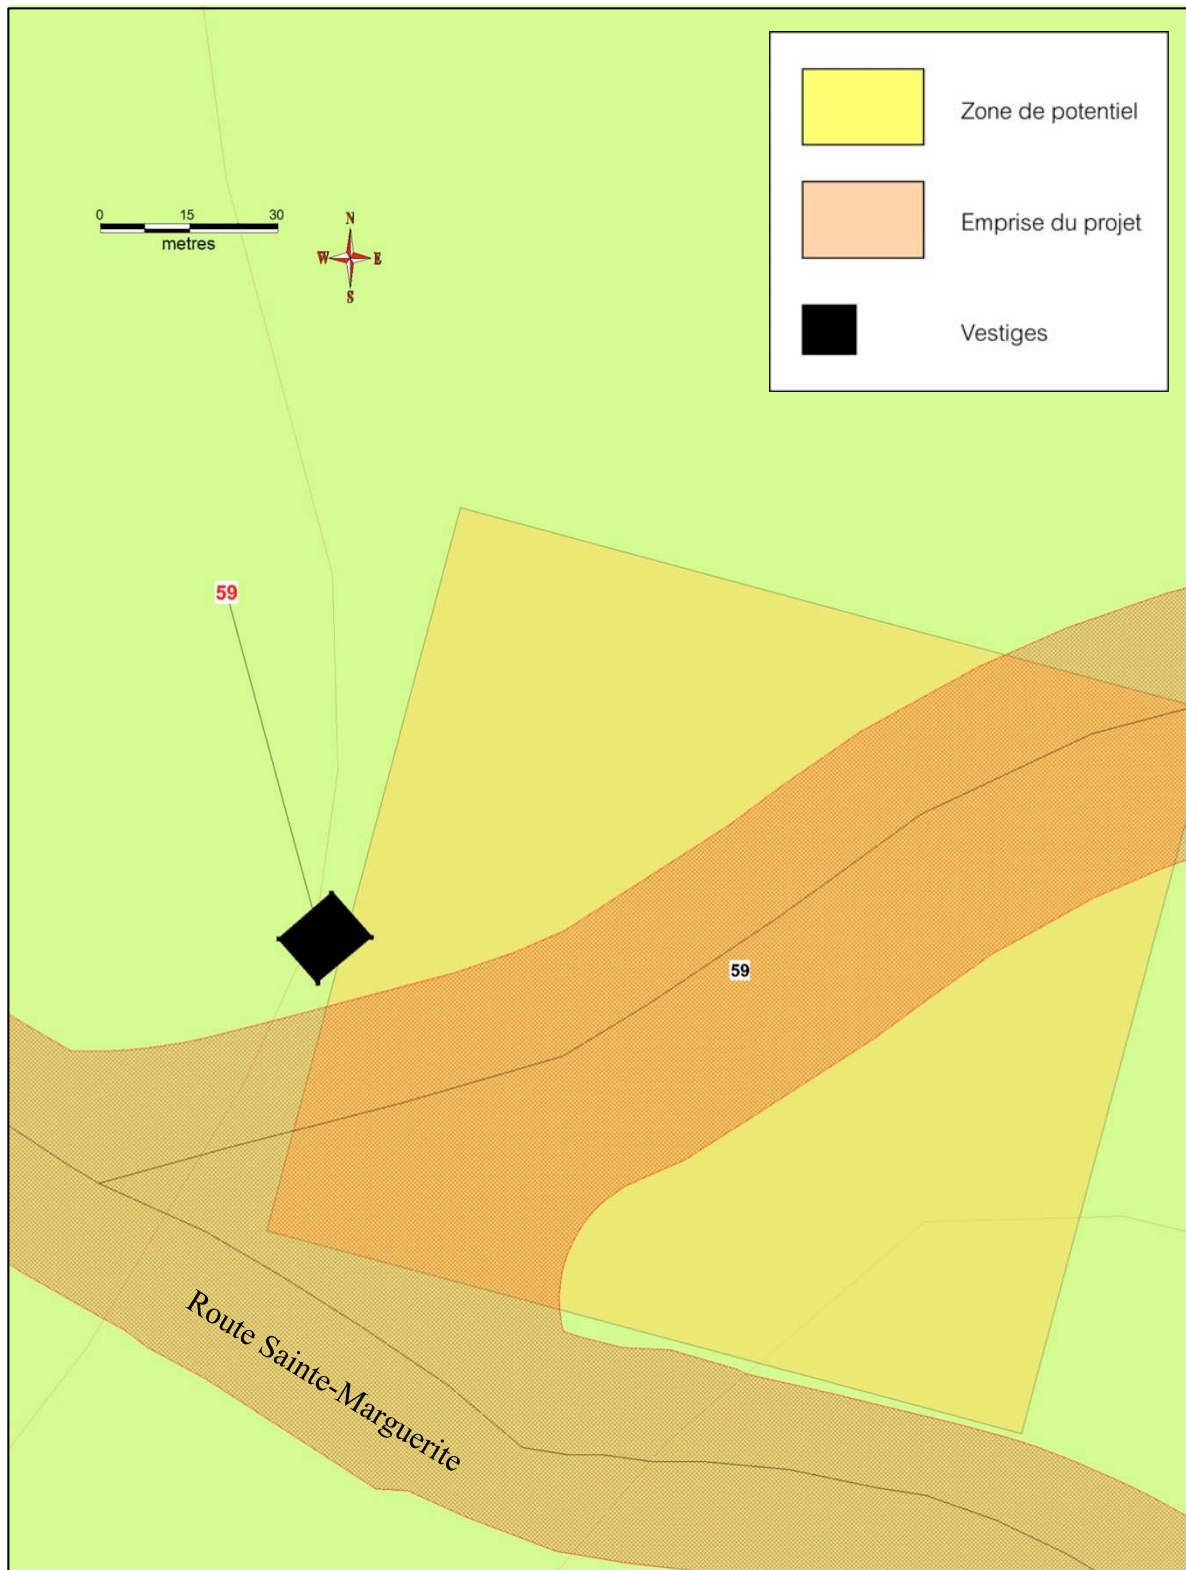 Zone de potentiel
Emprise du projet
Vestiges
0 15 30
metres
N
W E
S
59
59
Route Sainte-Marguerite